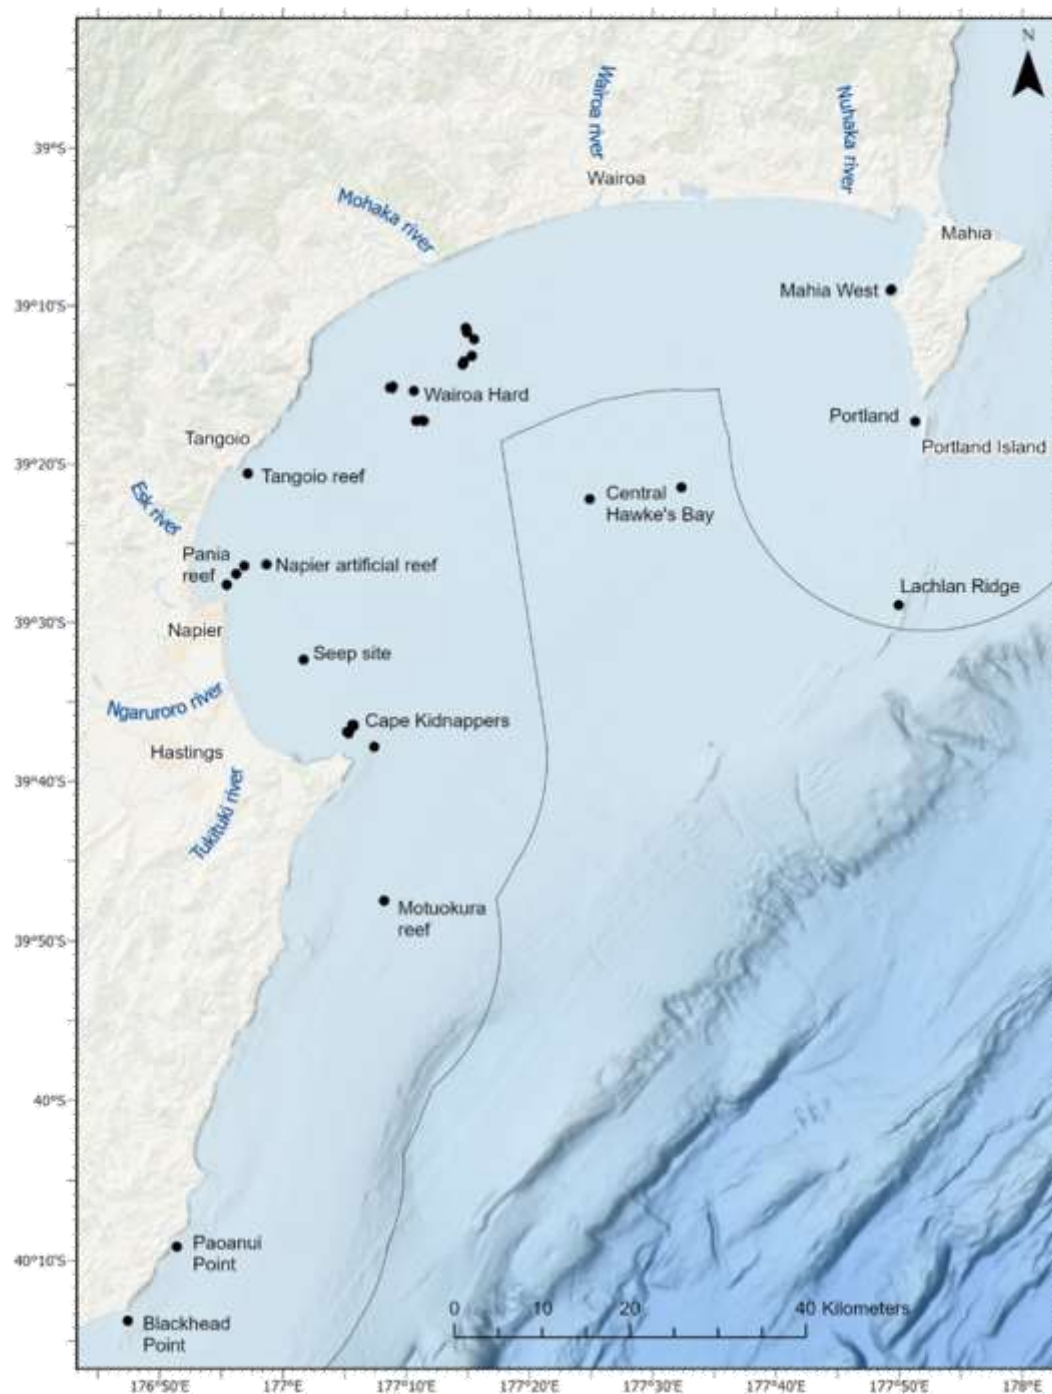 N
Wairoa river
Nuhaka river
39°S
Wairoa
Mohaka river
Mahia
Mahia West
39°10'S
Wairoa Hard
Portland
Portland Island
Tangoio
39°20'S
Tangoio reef
Esk river
Central
Hawke's Bay
Pania
reef
Napier artificial reef
Lachlan Ridge
39°30'S
Napier
Seep site
Ngaruroro river
Cape Kidnappers
Hastings
39°40'S
Tukituki river
Motuokura
reef
39°50'S
40°S
Paoanui
Point
40°10'S
0 10 20 40 Kilometers
Blackhead
Point
176°50'E 177°E 177°10'E 177°20'E 177°30'E 177°40'E 177°50'E 178°E